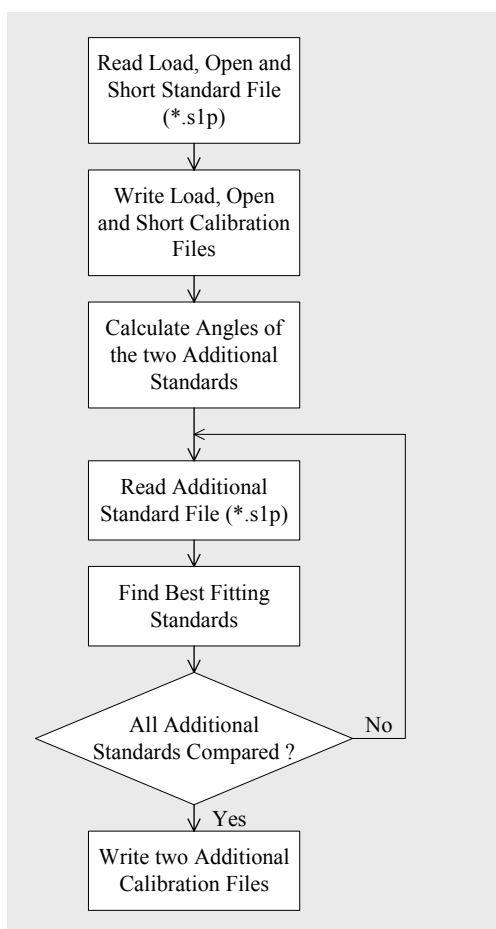 Read Load, Open and
Short Standard File
(*.s1p)
Write Load, Open
and Short Calibration
Files
Calculate Angles of
the two Additional
Standards
Read Additional
Standard File (*.s1p)
Find Best Fitting
Standards
All Additional
Standards Compared ?
No
Yes
Write two Additional
Calibration Files